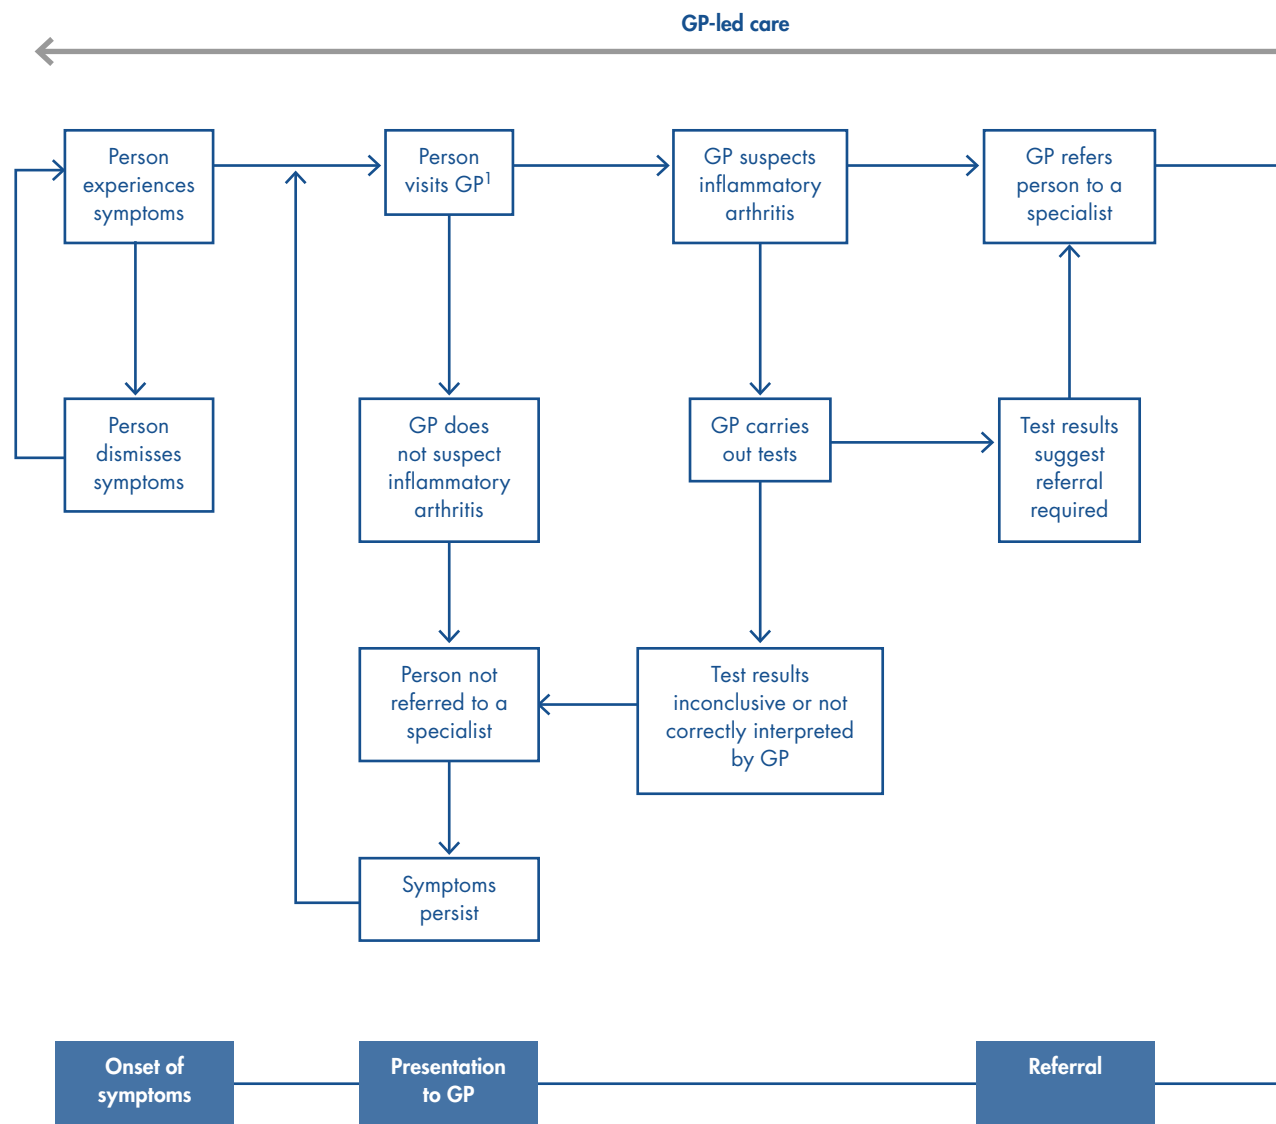 GP-led care
Person
experiences
symptoms
Person
visits GP1
GP suspects
inflammatory
arthritis
GP refers
person to a
specialist
Person
dismisses
symptoms
GP does
not suspect
inflammatory
arthritis
GP carries
out tests
Test results
suggest
referral
required
Person not
referred to a
specialist
Test results
inconclusive or not
correctly interpreted
by GP
Symptoms
persist
Onset of
symptoms
Presentation
to GP
Referral